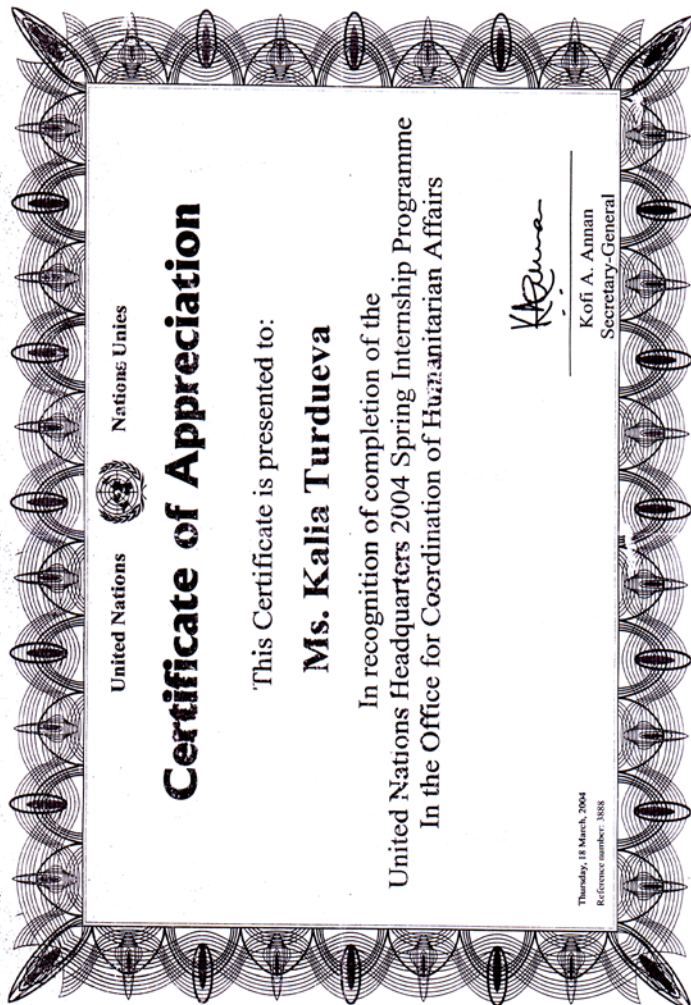 United Nations Nations Unies
Certificate of Appreciation
This Certificate is presented to:
Ms. Kalia Turdueva
In recognition of completion of the
United Nations Headquarters 2004 Spring Internship Programme
In the Office for Coordination of Humanitarian Affairs
Kofi A. Annan
Secretary-General
Thursday, 18 March, 2004
Reference number: 3888